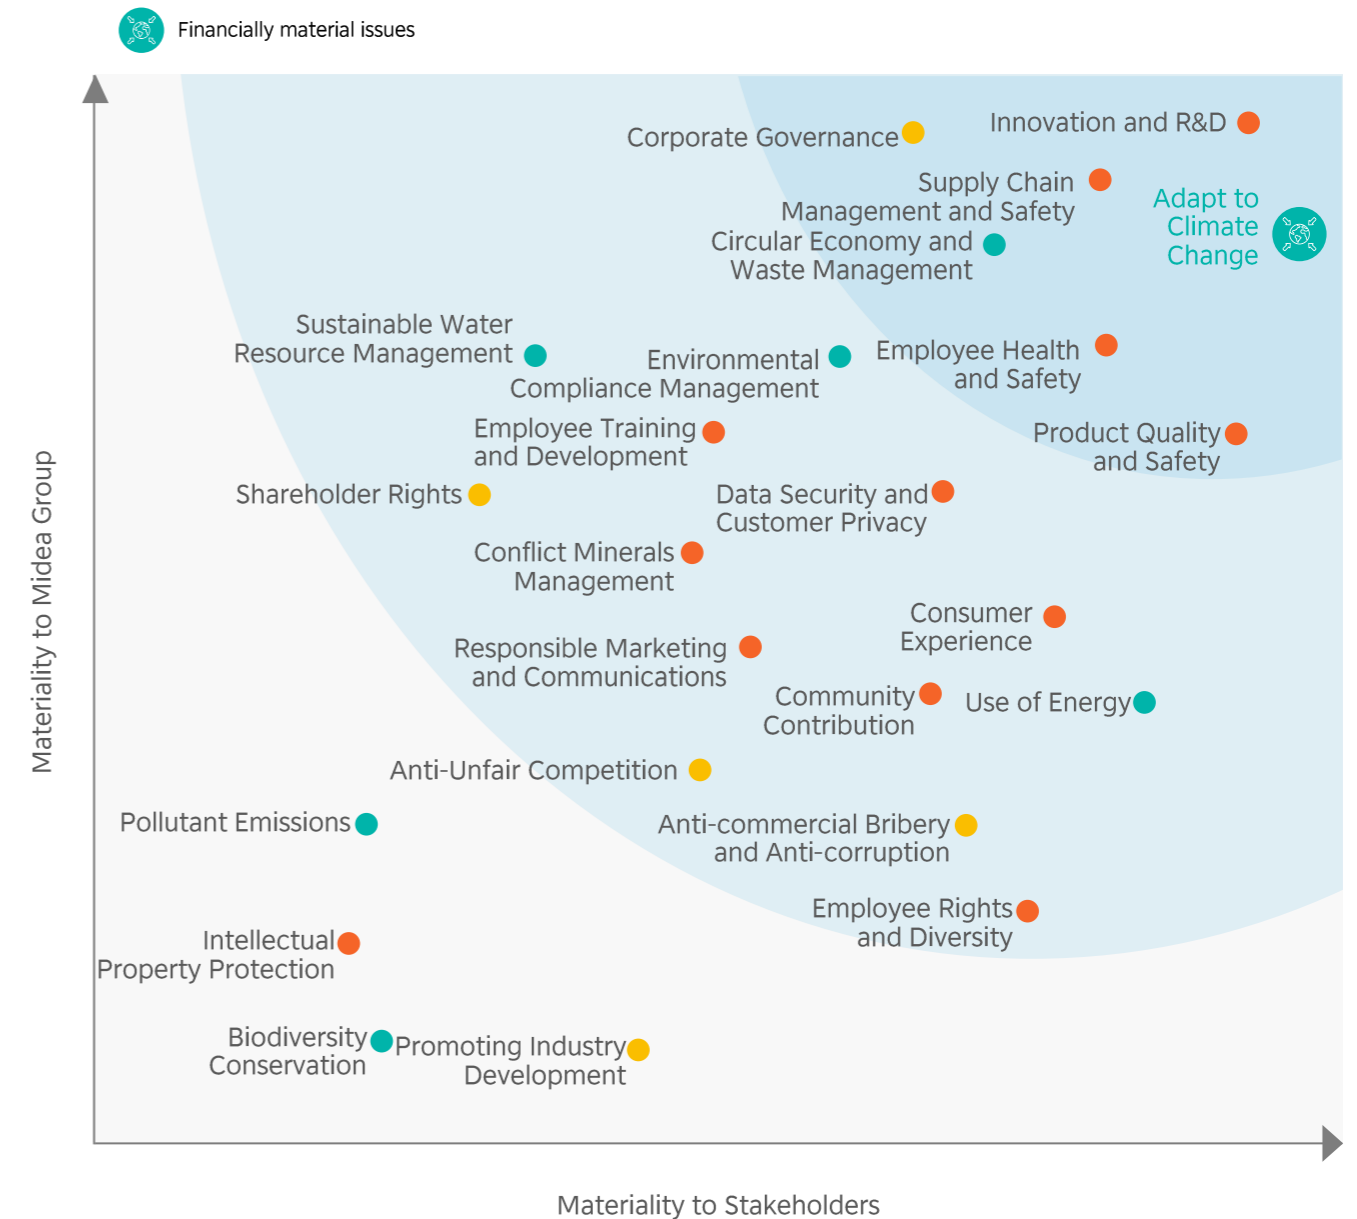 Financially material issues
Innovation and R&D
Corporate Governance
Supply Chain
Management and Safety
Adapt to
Climate
Change
Circular Economy and
Waste Management
Sustainable Water
Resource Management
Environmental
Compliance Management
Employee Health
and Safety
Employee Training
and Development
Product Quality
and Safety
Shareholder Rights
Data Security and
Customer Privacy
Conflict Minerals
Management
Consumer
Experience
Responsible Marketing
and Communications
Community
Contribution
Use of Energy
Anti-Unfair Competition
Pollutant Emissions
Anti-commercial Bribery
and Anti-corruption
Employee Rights
and Diversity
Intellectual
Property Protection
Biodiversity
Conservation
Promoting Industry
Development
Materiality to Midea Group
Materiality to Stakeholders